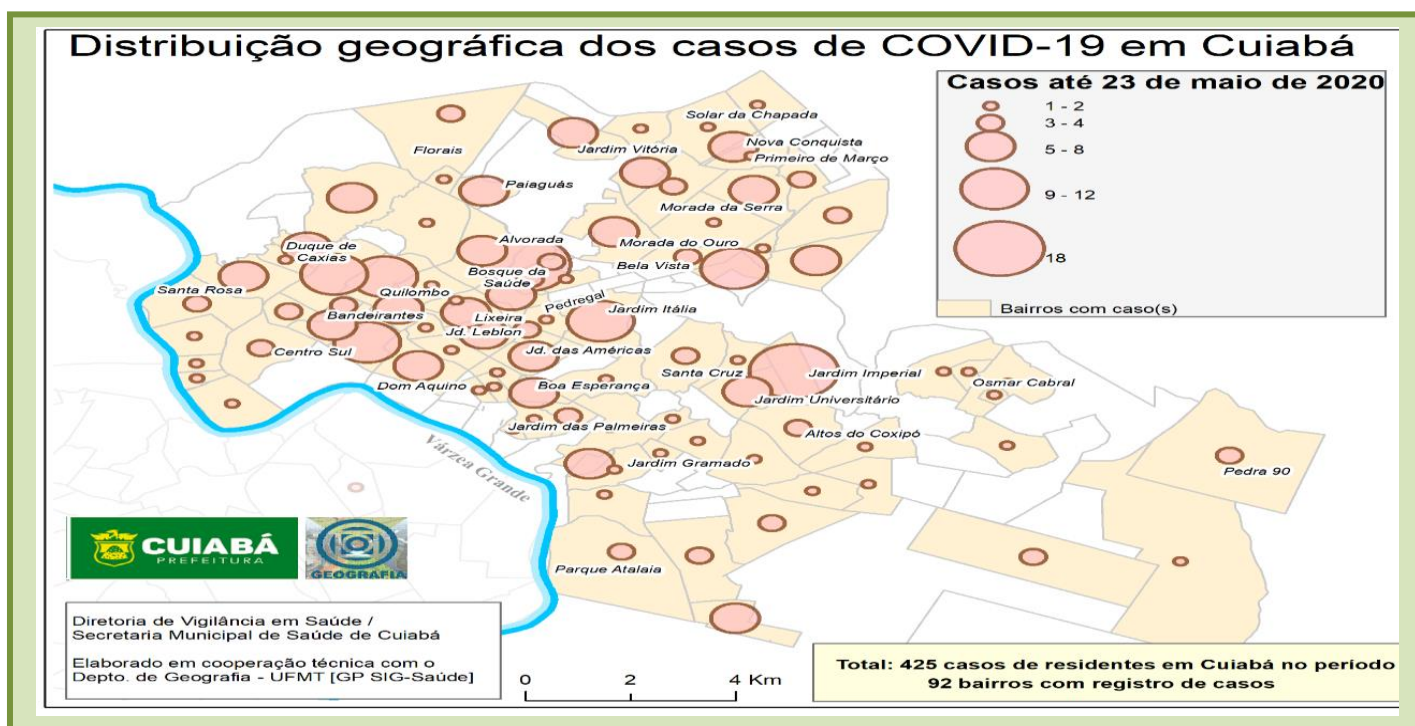 Distribuição geográfica dos casos de COVID-19 em Cuiabá
Casos até 23 de maio de 2020
1 - 2
3 - 4
5 - 8
9 - 12
18
Bairros com caso(s)
Solar da Chapada
Florais
Jardim Vitória
Nova Conquista
Primeiro de Março
Paiaguás
Morada da Serra
Duque de
Caxias
Alvorada
Morada do Ouro
Bosque da
Saúde
Bela Vista
Santa Rosa
Quilombo
Pedregal
Jardim Itália
Bandeirantes
Lixeira
Jd. Leblon
Centro Sul
Jd. das Américas
Santa Cruz
Jardim Imperial
Osmar Cabral
Dom Aquino
Boa Esperança
Jardim Universitário
Jardim das Palmeiras
Altos do Coxipó
Várzea Grande
Jardim Gramado
Pedra 90
Parque Atalaia
CUIABÁ
PREFEITURA
GEOGRAFIA
Diretoria de Vigilância em Saúde /
Secretaria Municipal de Saúde de Cuiabá
Elaborado em cooperação técnica com o
Depto. de Geografia - UFMT [GP SIG-Saúde]
0 2 4 Km
Total: 425 casos de residentes em Cuiabá no período
92 bairros com registro de casos